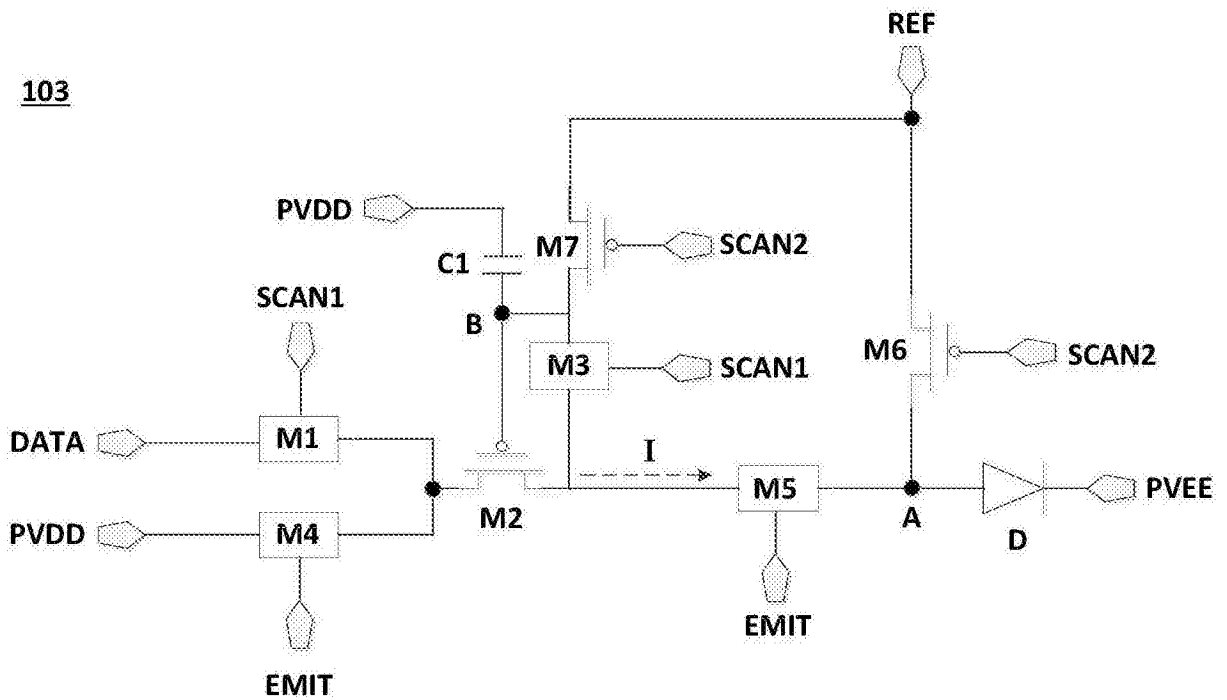 REF
103
PVDD
M7
SCAN2
C1
SCAN1
B
M3
SCAN1
M6
SCAN2
DATA
M1
I
M2
M5
A
PVEE
PVDD
M4
D
EMIT
EMIT